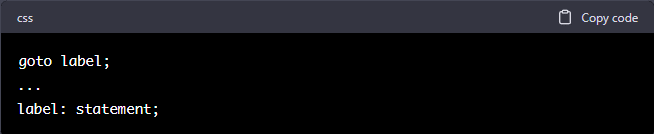 css
Copy code
goto label;
...
label: statement;